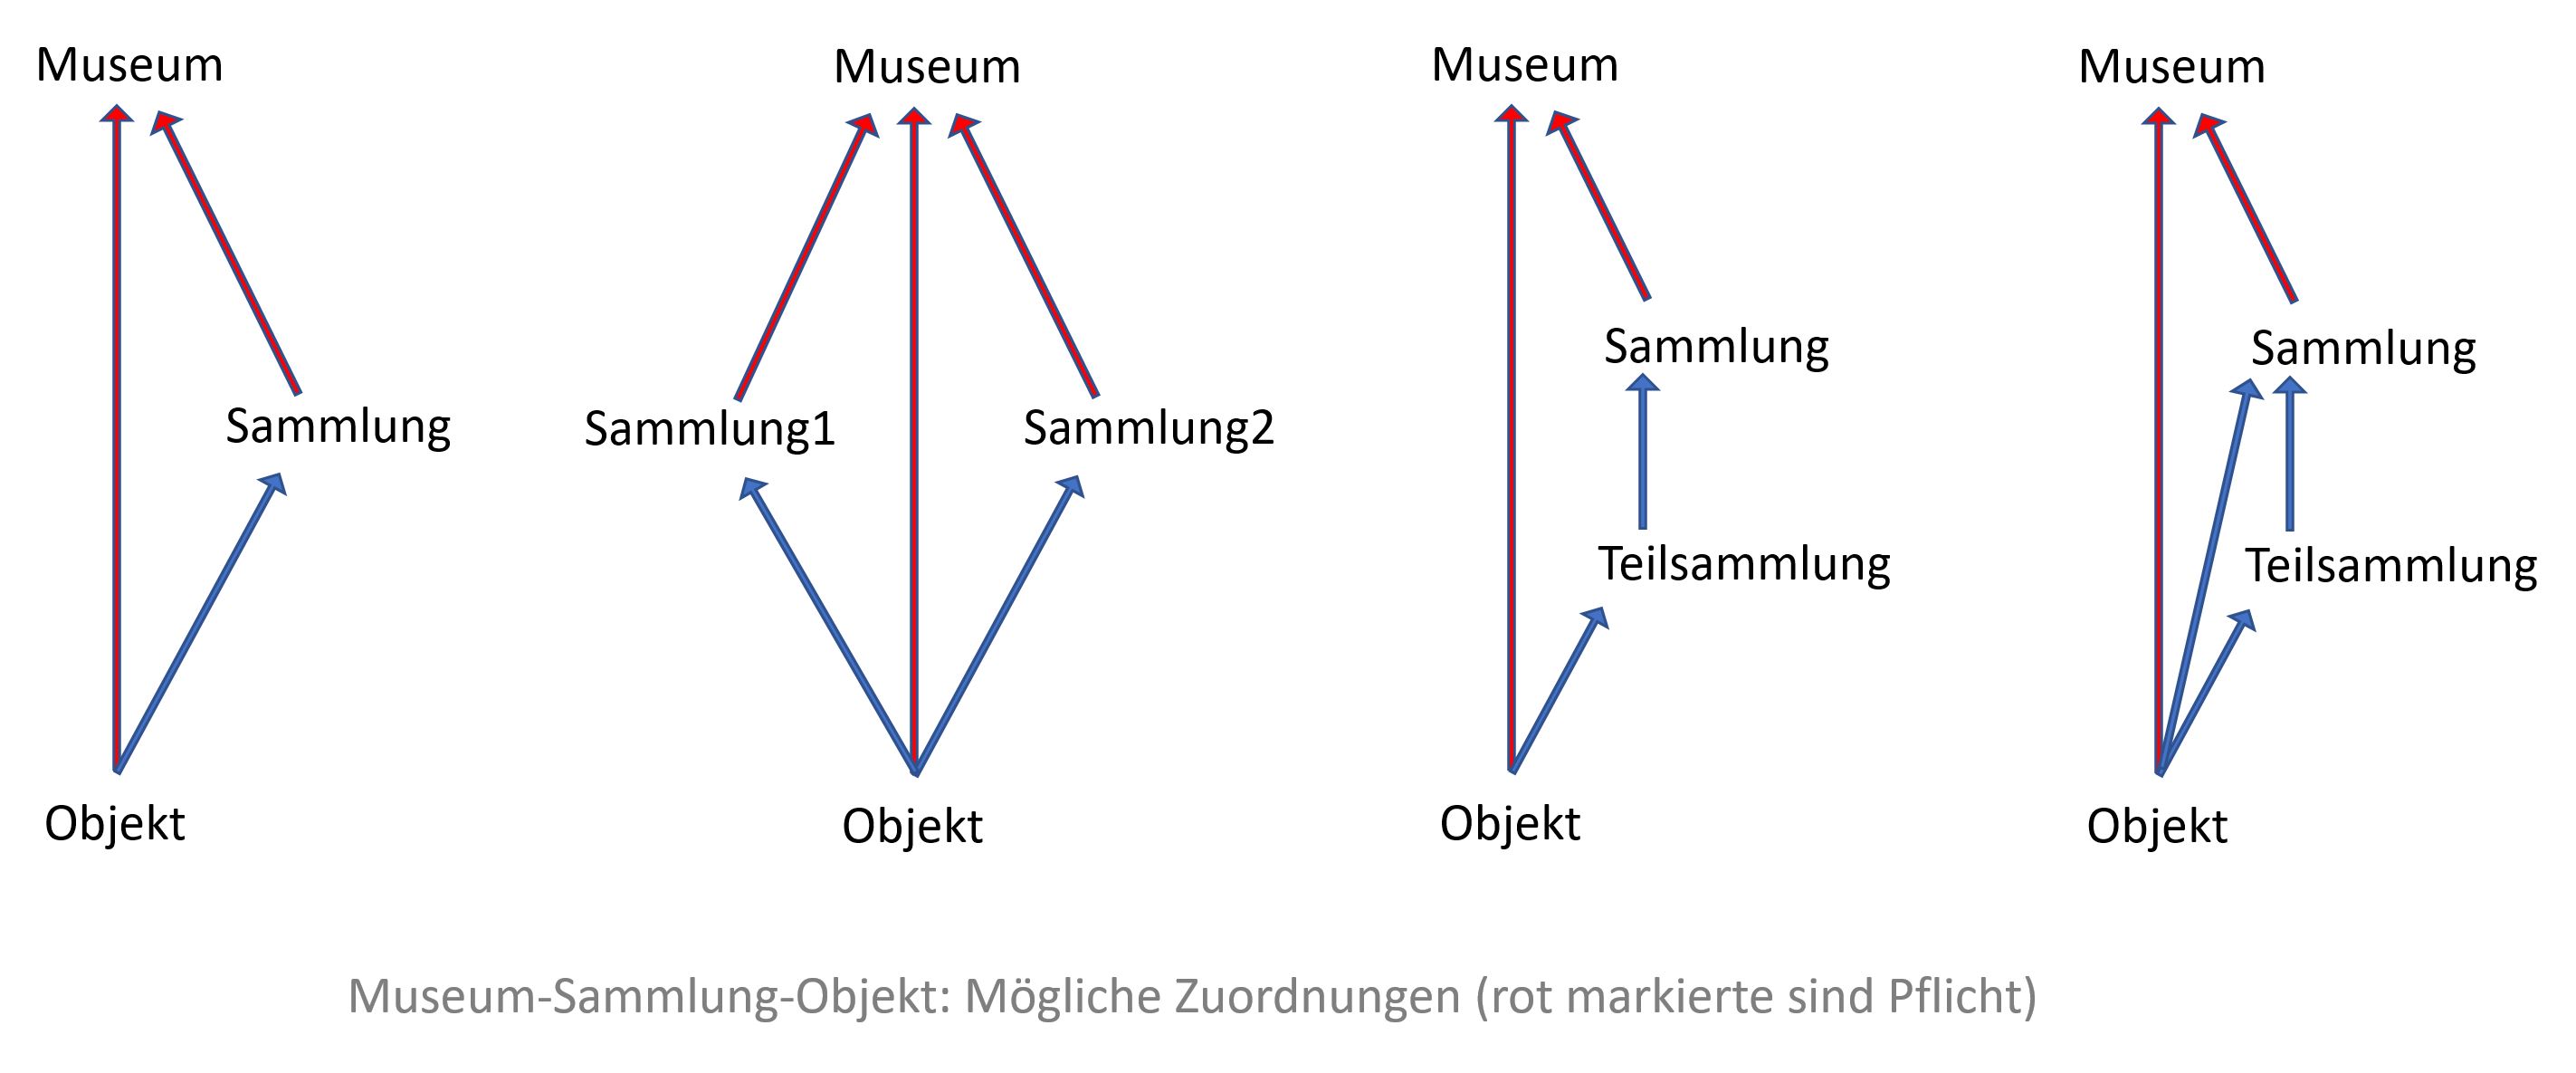 Museum
Sammlung
Objekt
Museum
Sammlung1
Sammlung2
Objekt
Museum
Sammlung
Teilsammlung
Objekt
Museum
Sammlung
Teilsammlung
Objekt
Museum-Sammlung-Objekt: Mögliche Zuordnungen (rot markierte sind Pflicht)